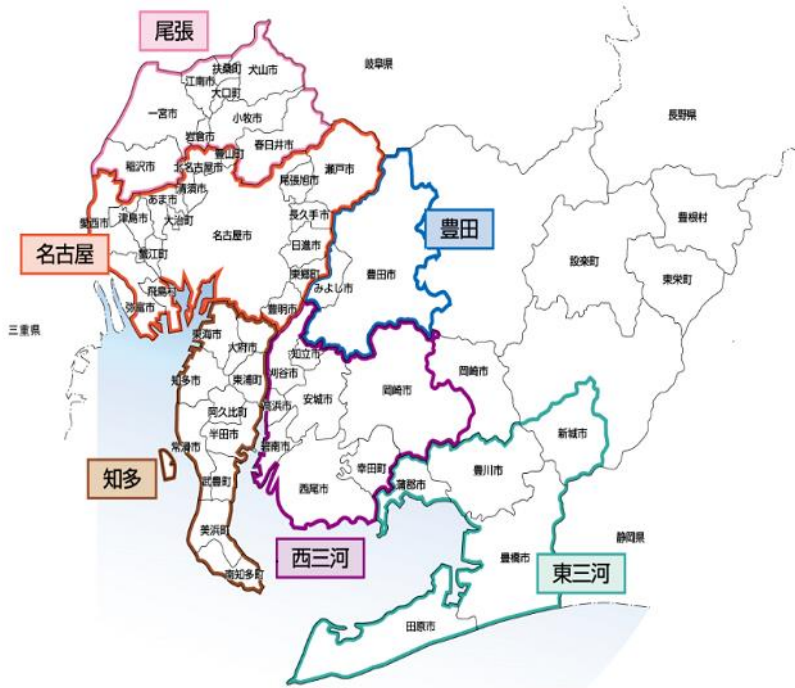 尾張
扶桑町
犬山市
江南市
大口町
岐阜県
一宮市
小牧市
長野県
岩倉市
春日井市
豊山町
稲沢市
北名古屋市
瀬戸市
尾張旭市
清須市
あま市
愛西市
津島市
大治町
長久手市
豊根村
名古屋市
豊田
日進市
設楽町
名古屋
蟹江町
豊田市
東郷町
東栄町
みよし市
飛島村
弥富市
豊明市
三重県
東海市
大府市
知立市
刈谷市
岡崎市
岡崎市
知多市
東浦町
安城市
高浜市
阿久比町
新城市
半田市
常滑市
岩南市
幸田町
豊川市
知多
武豊町
西尾市
蒲郡市
美浜町
静岡県
西三河
豊橋市
東三河
南知多町
田原市